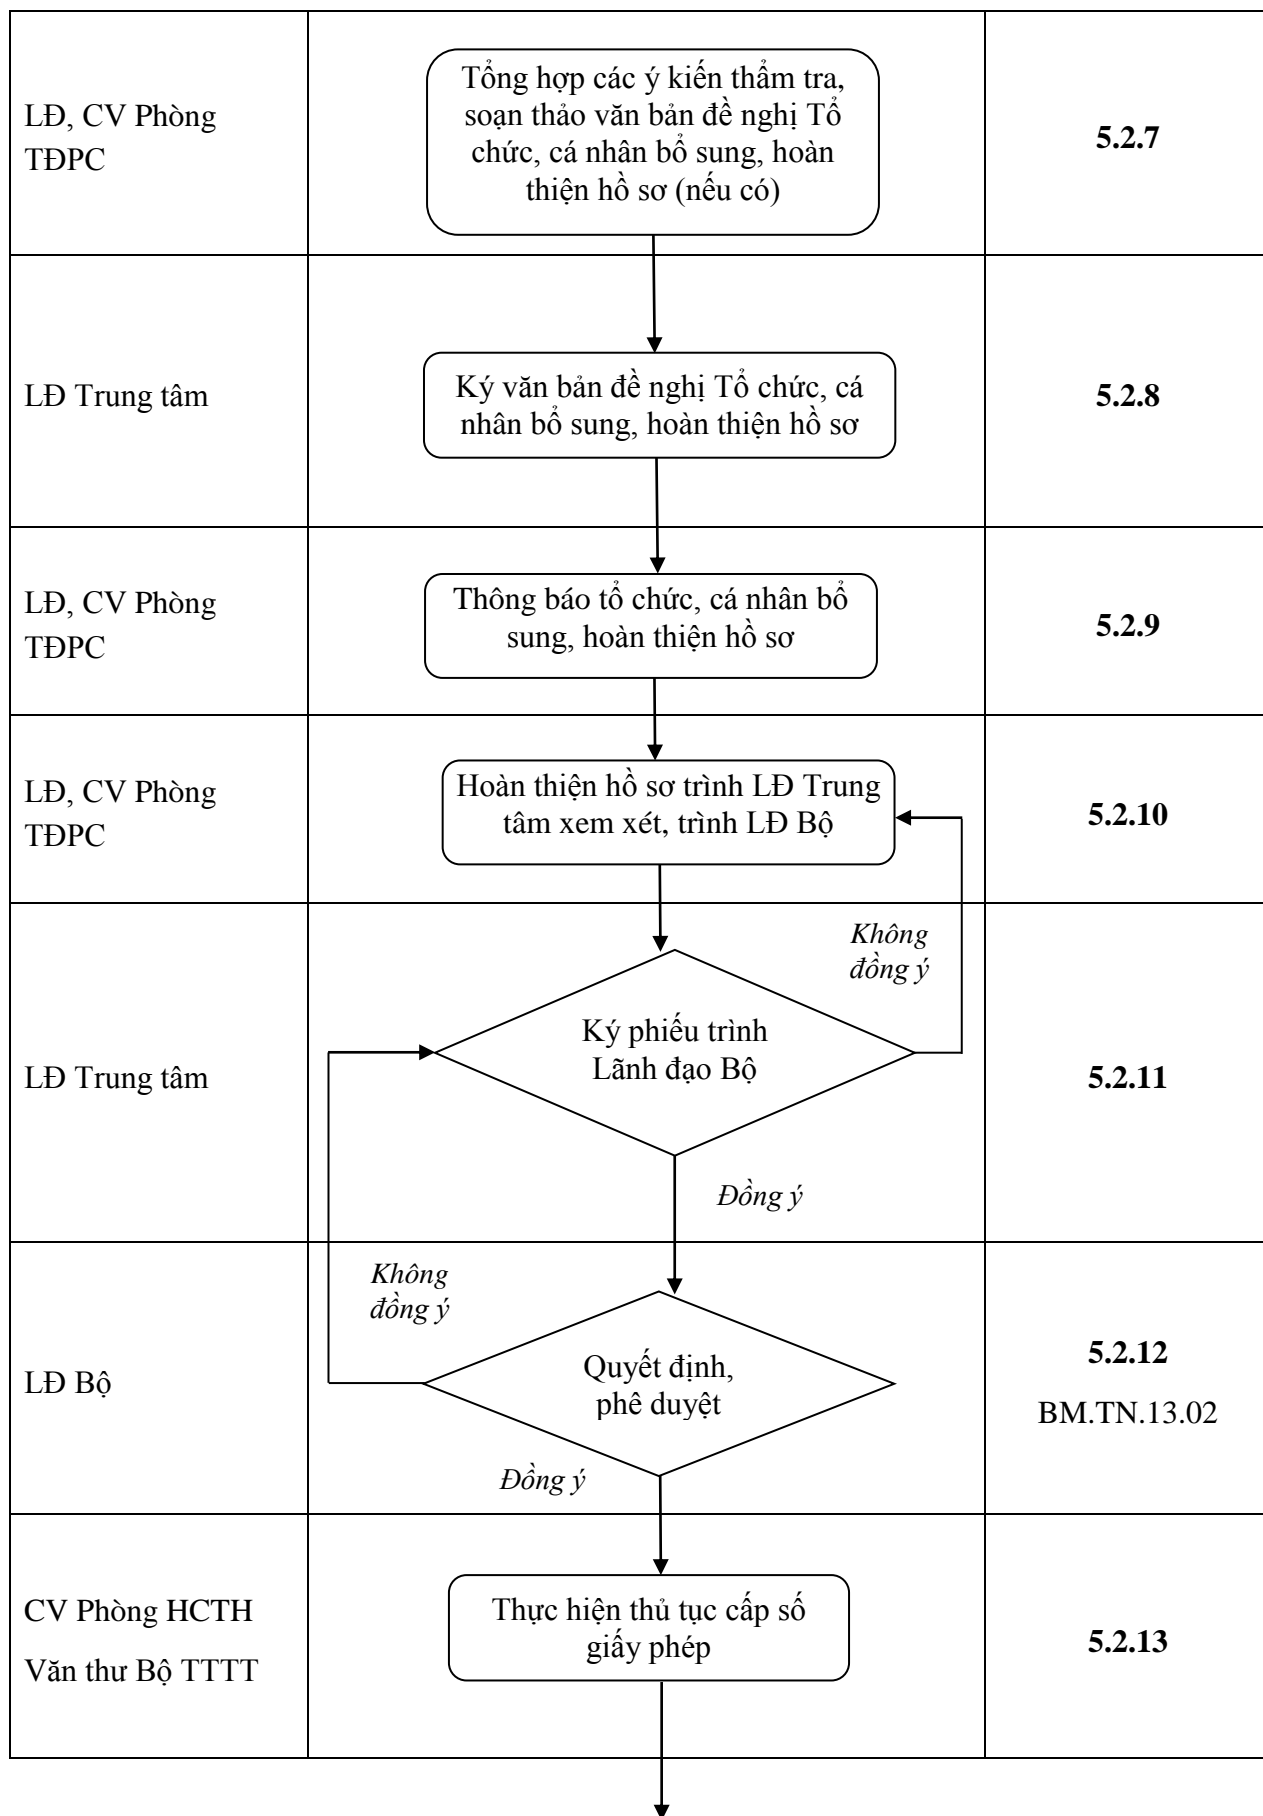 LĐ, CV Phòng
TĐPC
Tổng hợp các ý kiến thẩm tra,
soạn thảo văn bản đề nghị Tổ
chức, cá nhân bổ sung, hoàn
thiện hồ sơ (nếu có)
5.2.7
LĐ Trung tâm
Ký văn bản đề nghị Tổ chức, cá
nhân bổ sung, hoàn thiện hồ sơ
5.2.8
LĐ, CV Phòng
TĐPC
Thông báo tổ chức, cá nhân bổ
sung, hoàn thiện hồ sơ
5.2.9
LĐ, CV Phòng
TĐPC
Hoàn thiện hồ sơ trình LĐ Trung
tâm xem xét, trình LĐ Bộ
5.2.10
LĐ Trung tâm
Không
đồng ý
Ký phiếu trình
Lãnh đạo Bộ
Đồng ý
5.2.11
LĐ Bộ
Không
đồng ý
Quyết định,
phê duyệt
Đồng ý
5.2.12
BM.TN.13.02
CV Phòng HCTH
Văn thư Bộ TTTT
Thực hiện thủ tục cấp số
giấy phép
5.2.13